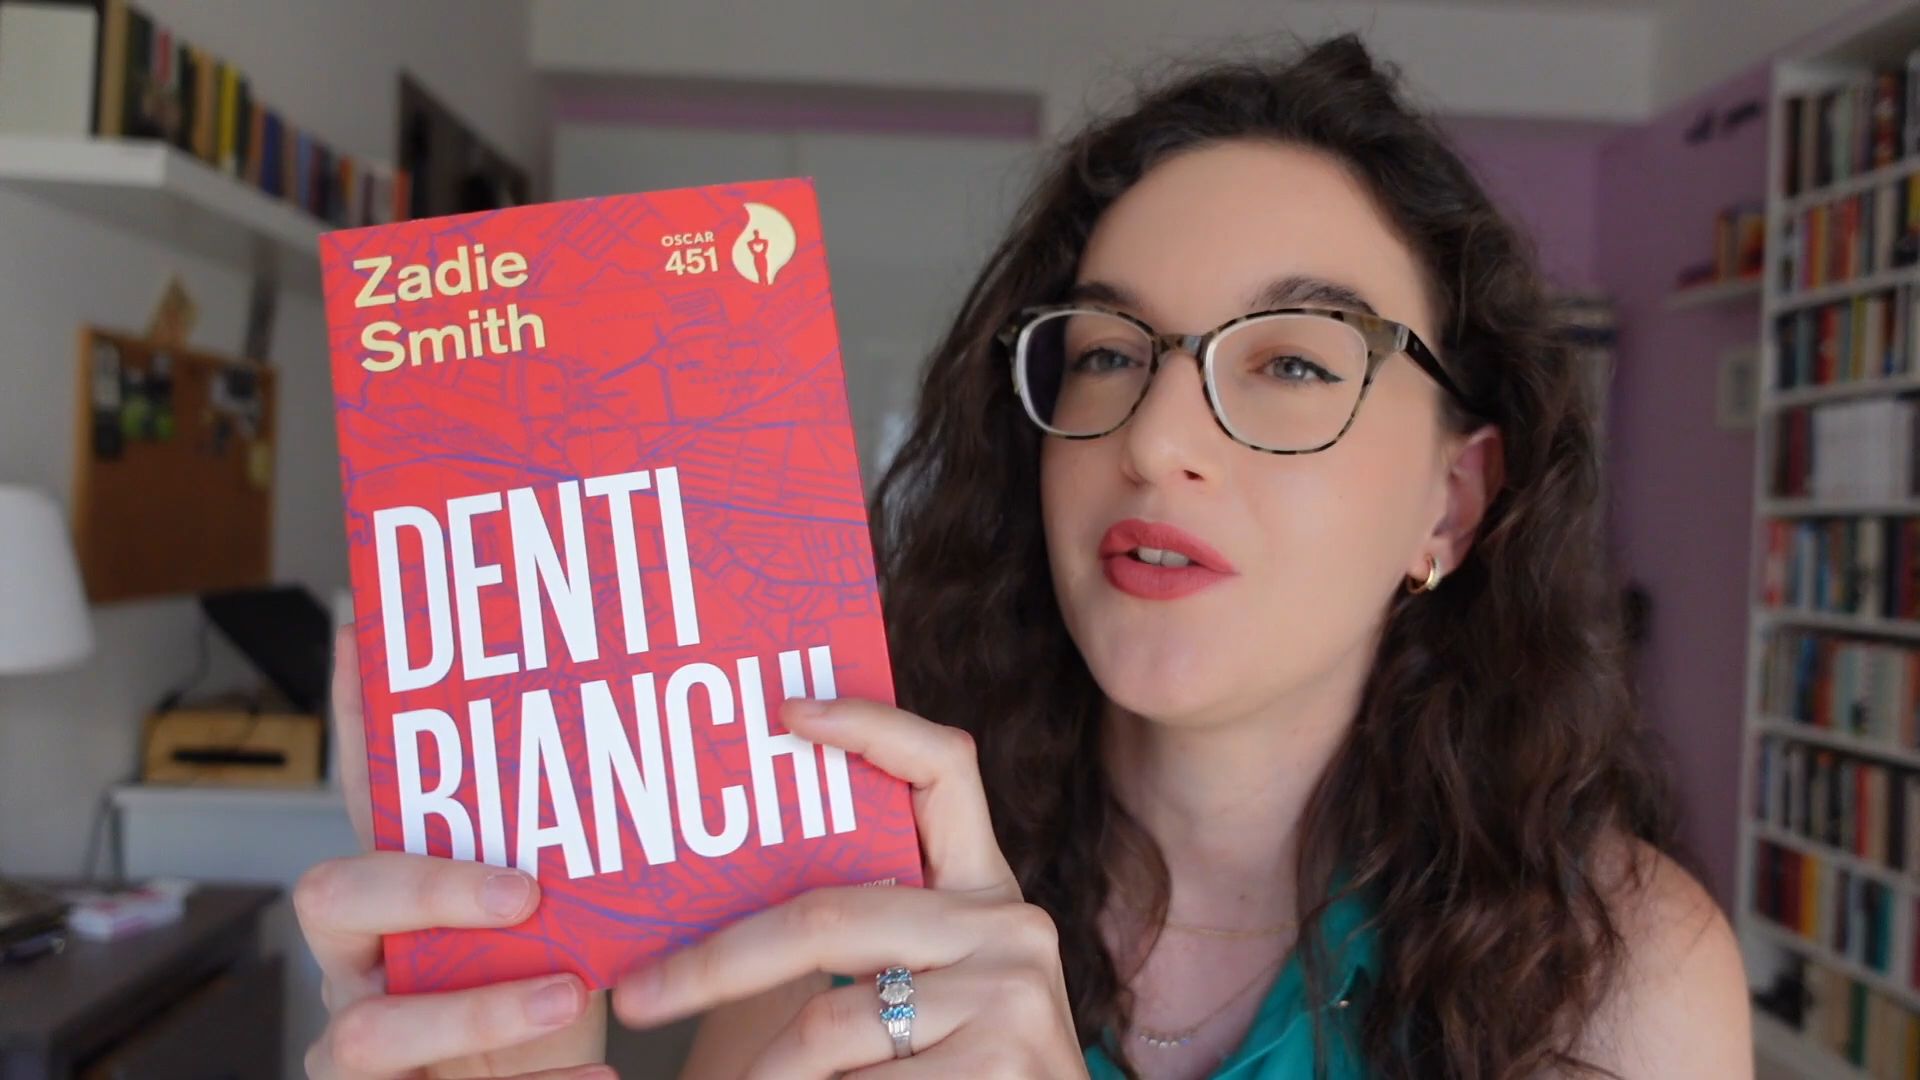 Zadie
Smith
OSCAR
451
DENTI
BIANCHI